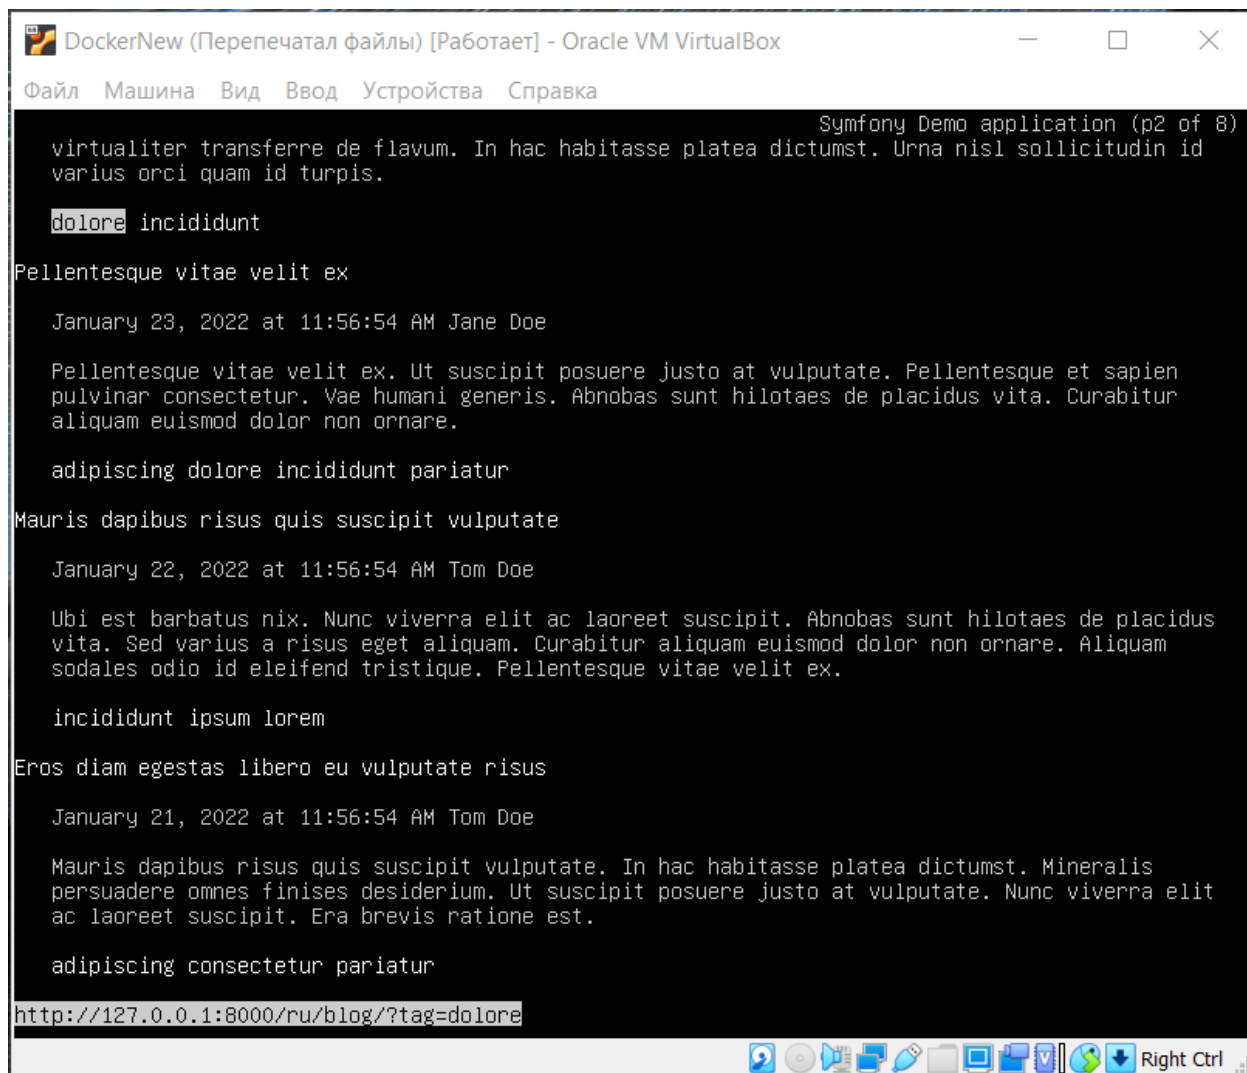 DockerNew (Перепечатал файлы) [Работает] - Oracle VM VirtualBox
Файл Машина Вид Ввод Устройства Справка
Symfony Demo application (p2 of 8)
virtualiter transferre de flavum. In hac habitasse platea dictumst. Urna nisl sollicitudin id
varius orci quam id turpis.
dolore incididunt
Pellentesque vitae velit ex
January 23, 2022 at 11:56:54 AM Jane Doe
Pellentesque vitae velit ex. Ut suscipit posuere justo at vulputate. Pellentesque et sapien
pulvinar consectetur. Vae humani generis. Abnobas sunt hilotaes de placidus vita. Curabitur
aliquam euismod dolor non ornare.
adipiscing dolore incididunt pariatur
Mauris dapibus risus quis suscipit vulputate
January 22, 2022 at 11:56:54 AM Tom Doe
Ubi est barbatus nix. Nunc viverra elit ac laoreet suscipit. Abnobas sunt hilotaes de placidus
vita. Sed varius a risus eget aliquam. Curabitur aliquam euismod dolor non ornare. Aliquam
sodales odio id eleifend tristique. Pellentesque vitae velit ex.
incididunt ipsum lorem
Eros diam egestas libero eu vulputate risus
January 21, 2022 at 11:56:54 AM Tom Doe
Mauris dapibus risus quis suscipit vulputate. In hac habitasse platea dictumst. Mineralis
persuadere omnes finises desiderium. Ut suscipit posuere justo at vulputate. Nunc viverra elit
ac laoreet suscipit. Era brevis ratione est.
adipiscing consectetur pariatur
http://127.0.0.1:8000/ru/blog/?tag=dolore
Right Ctrl